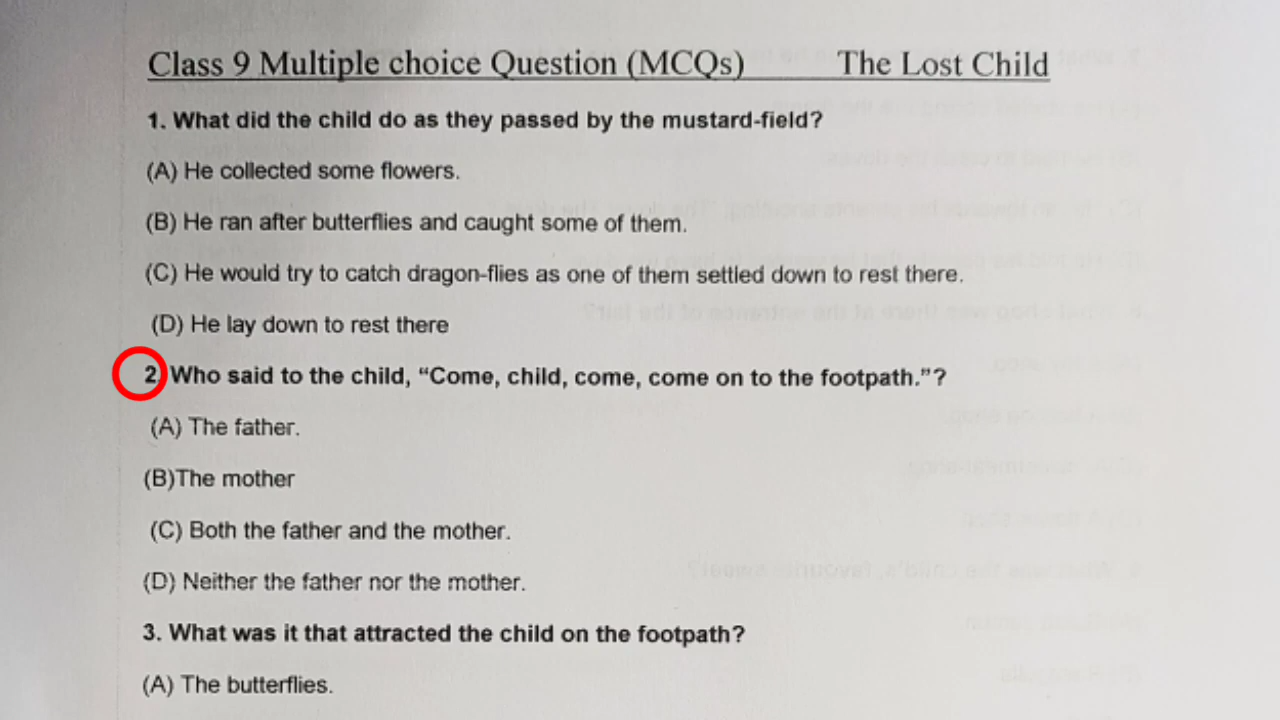 Class 9 Multiple choice Question (MCQs) The Lost Child
1. What did the child do as they passed by the mustard-field?
(A) He collected some flowers.
(B) He ran after butterflies and caught some of them.
(C) He would try to catch dragon-flies as one of them settled down to rest there.
(D) He lay down to rest there
2. Who said to the child, “Come, child, come, come on to the footpath.”?
(A) The father.
(B)The mother
(C) Both the father and the mother.
(D) Neither the father nor the mother.
3. What was it that attracted the child on the footpath?
(A) The butterflies.